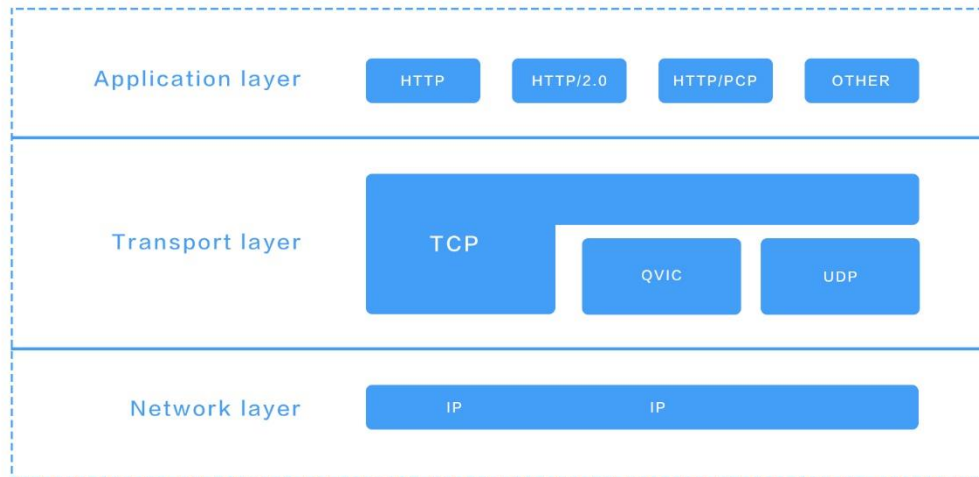 Application layer
HTTP
HTTP/2.0
HTTP/PCP
OTHER
Transport layer
TCP
QVIC
UDP
Network layer
IP
IP